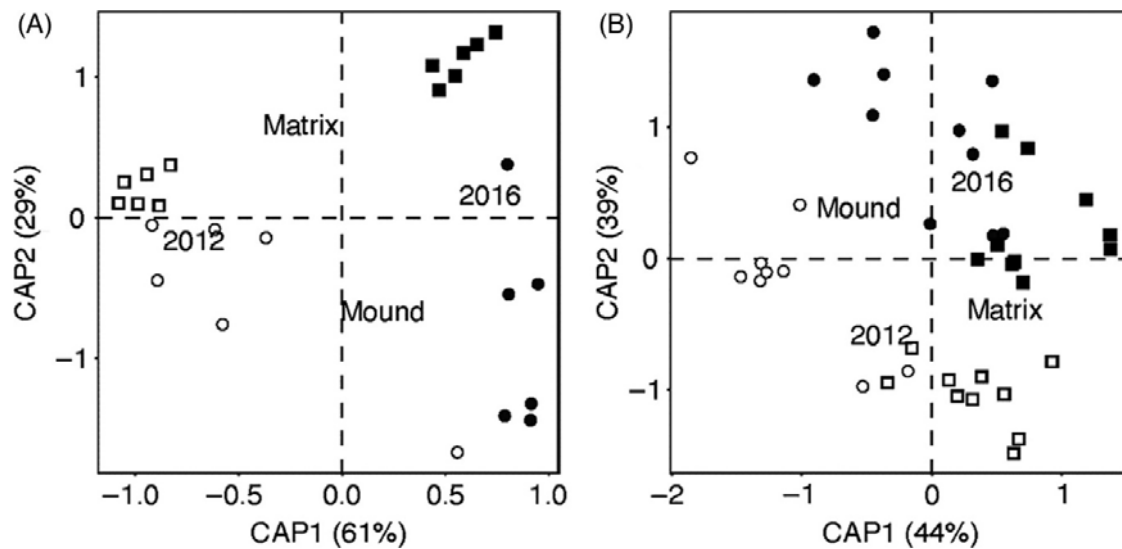 (A)
1
Matrix
2016
0
2012
Mound
−1
CAP2 (29%)
−1.0
−0.5
0.0
0.5
1.0
CAP1 (61%)
(B)
1
2016
Mound
0
Matrix
2012
−1
CAP2 (39%)
−2
−1
0
1
CAP1 (44%)